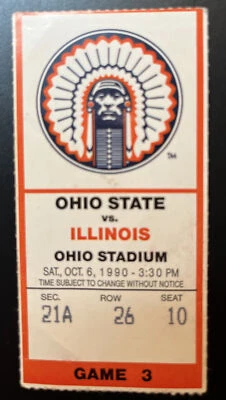 TM
OHIO STATE
vs.
ILLINOIS
OHIO STADIUM
SAT., OCT. 6, 1990 - 3:30 PM
TIME SUBJECT TO CHANGE WITHOUT NOTICE
SEC. ROW SEAT
21A 26 10
GAME 3